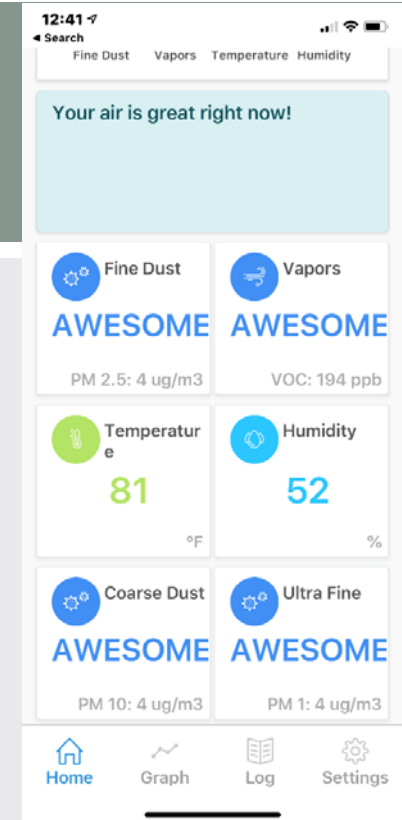 12:41
Search
Fine Dust Vapors Temperature Humidity
Your air is great right now!
Fine Dust
AWESOME
PM 2.5: 4 ug/m3
Vapors
AWESOME
VOC: 194 ppb
Temperatur
e
81
°F
Humidity
52
%
Coarse Dust
AWESOME
PM 10: 4 ug/m3
Ultra Fine
AWESOME
PM 1: 4 ug/m3
Home Graph Log Settings